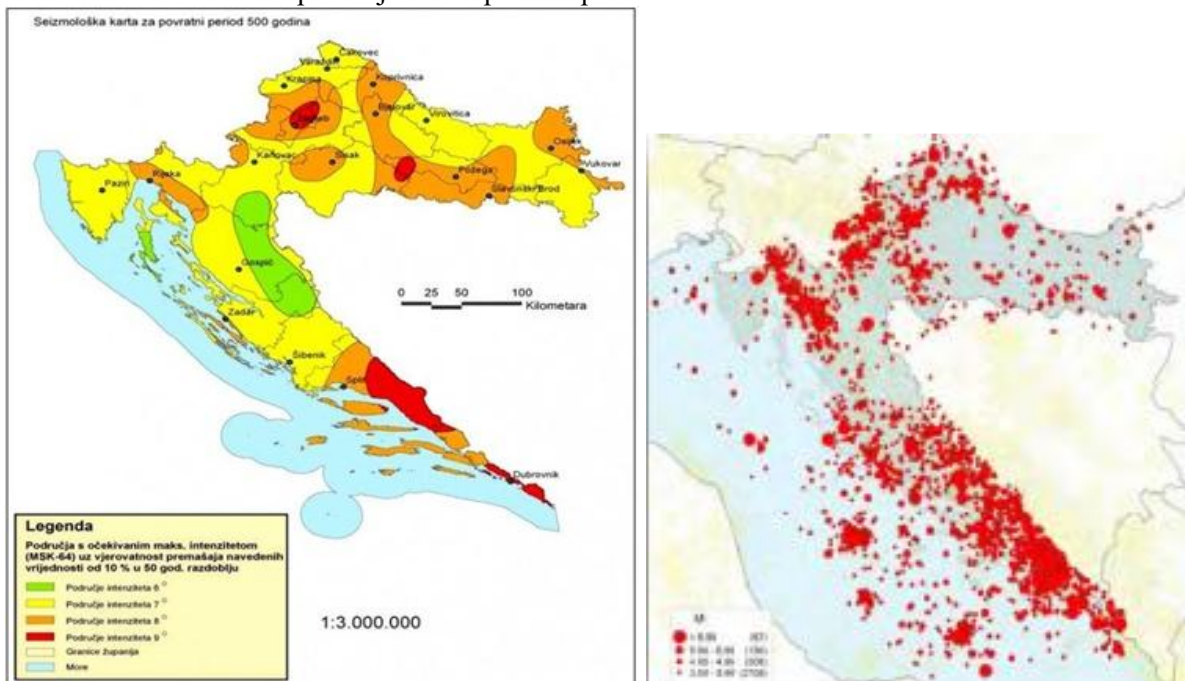 Seizmološka karta za povratni period 500 godina
Čakovec
Varaždin
Krapina
Koprivnica
Bjelovar
Virovitica
Zagreb
Osijek
Karlovac
Sisak
Vukovar
Rijeka
Požega
Pazin
Slavonski Brod
Gospić
0 25 50 100
Kilometara
Zadar
Šibenik
Split
Dubrovnik
Legenda
Područja s očekivanim maks, intenzitetom
(MSK-64) uz vjerovatnost premašaja navedenih
vrijednosti od 10 % u 50 god. razdoblju
Područje intenziteta 6 °
Područje intenziteta 7 °
Područje intenziteta 8 °
Područje intenziteta 9 °
Granice županija
More
1:3.000.000